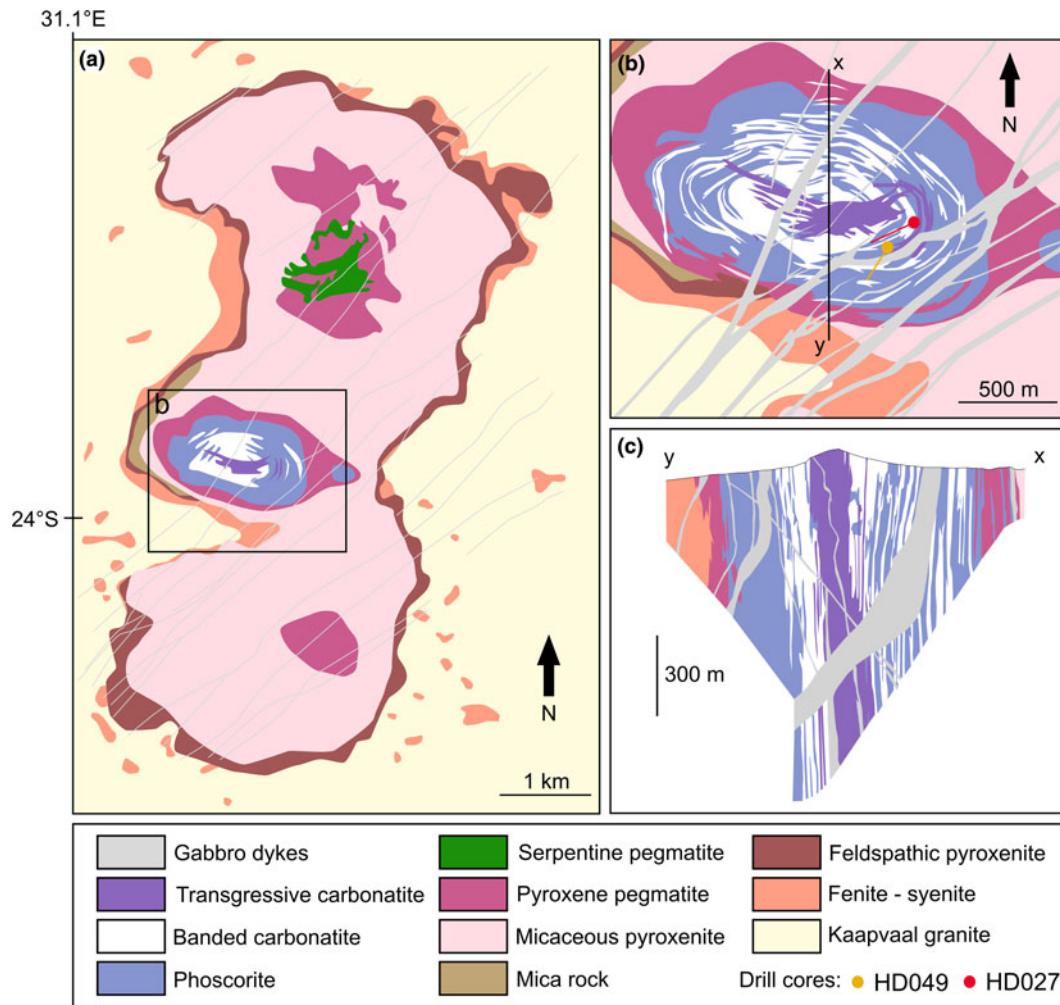 31.1°E
(a)
b
24°S
N
1 km
(b)
x
N
y
500 m
(c)
y
x
300 m
Gabbro dykes
Transgressive carbonatite
Banded carbonatite
Phoscorite
Serpentine pegmatite
Pyroxene pegmatite
Micaceous pyroxenite
Mica rock
Feldspathic pyroxenite
Fenite - syenite
Kaapvaal granite
Drill cores: HD049 HD027